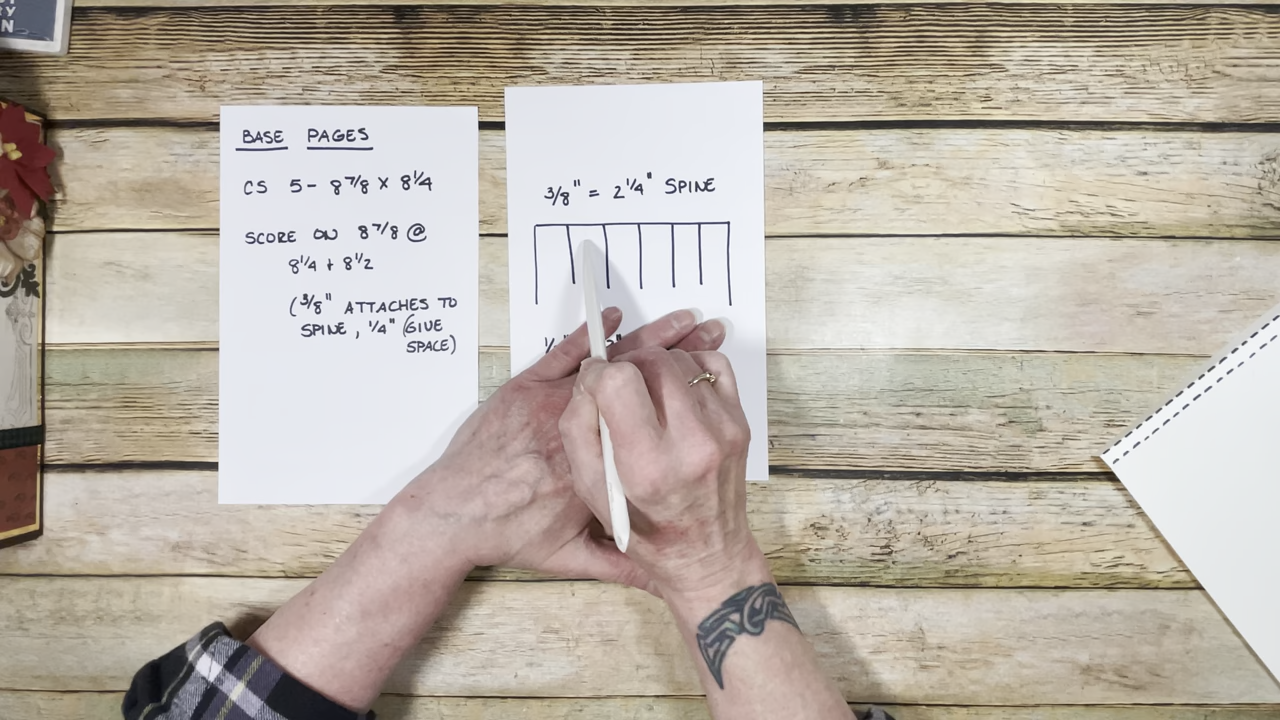 BASE PAGES
CS 5- 8 7/8 X 8 1/4
SCORE ON 8 7/8 @
8 1/4 + 8 1/2
(3/8" ATTACHES TO
SPINE, 1/4" (GIVE
SPACE)
3/8" = 2 1/4" SPINE